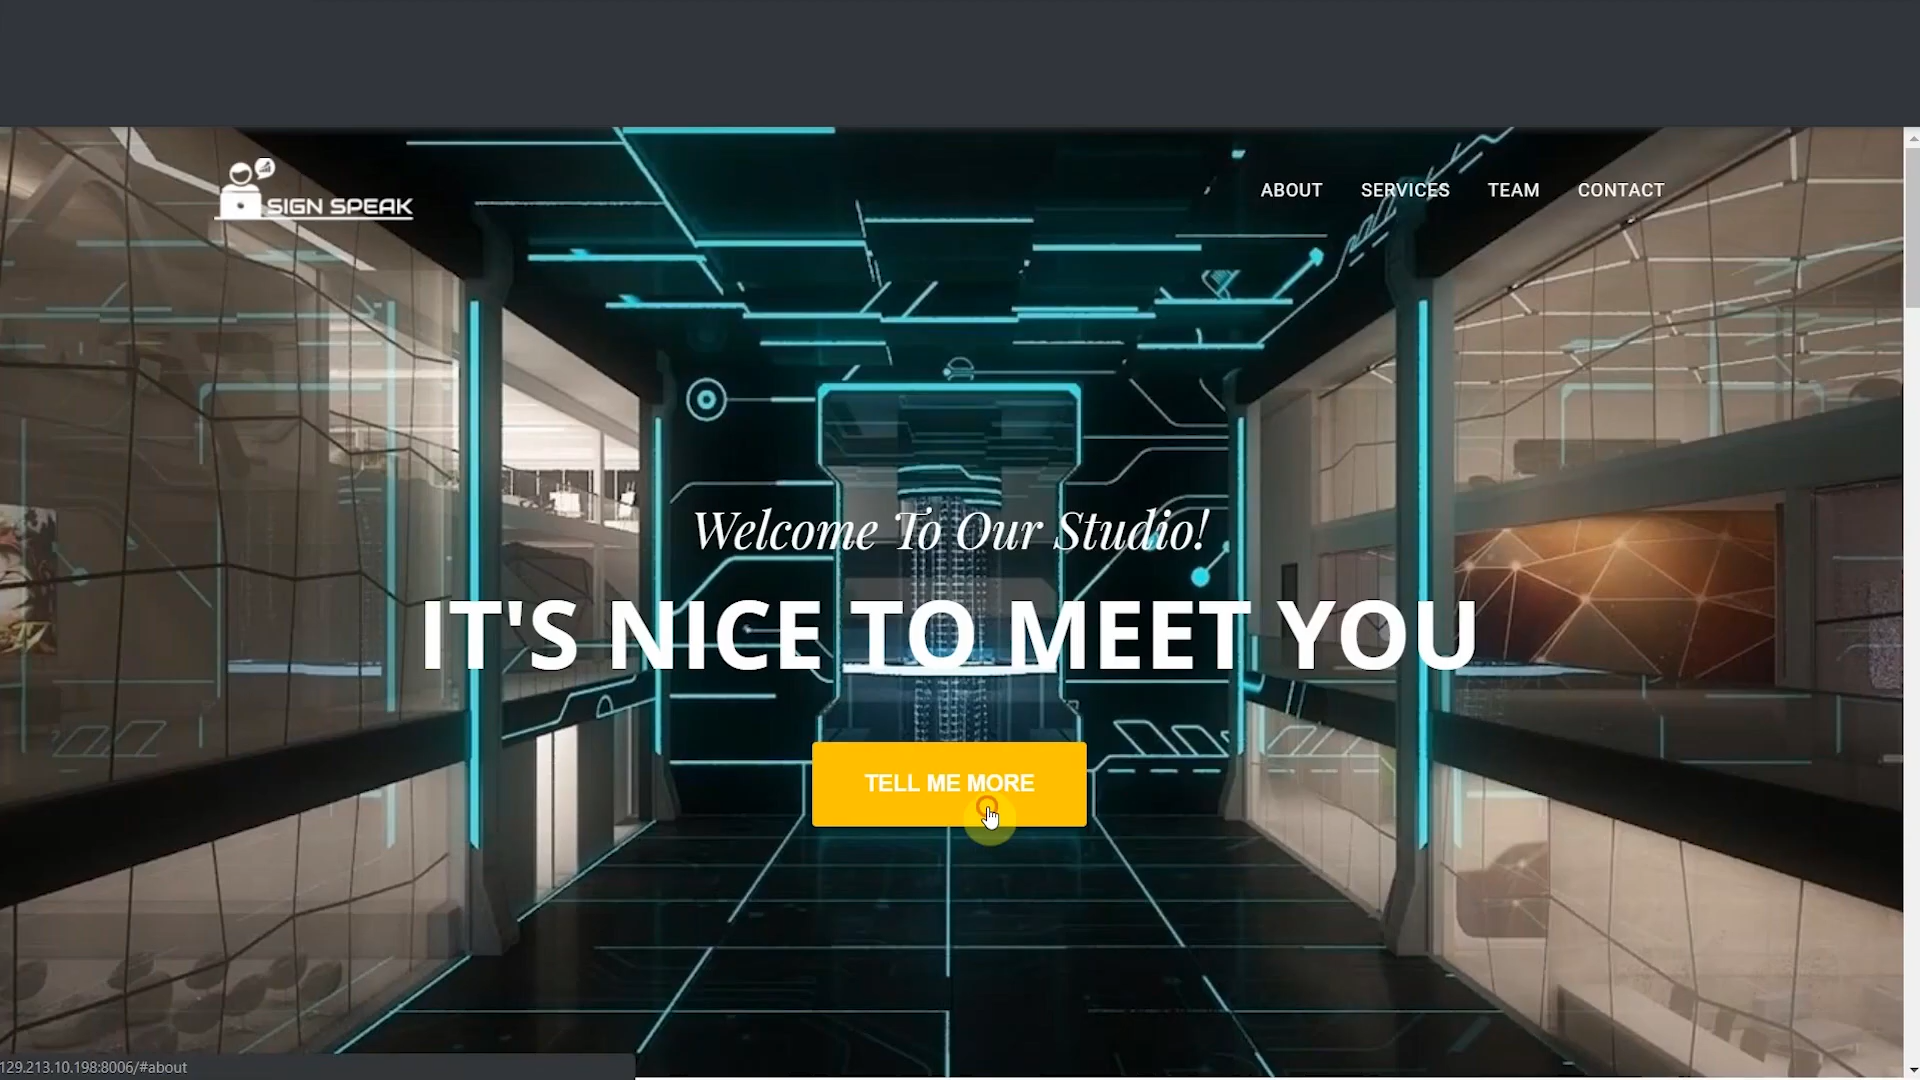 SIGN SPEAK
ABOUT SERVICES TEAM CONTACT
Welcome To Our Studio!
IT'S NICE TO MEET YOU
TELL ME MORE
129.213.10.198:8006/#about